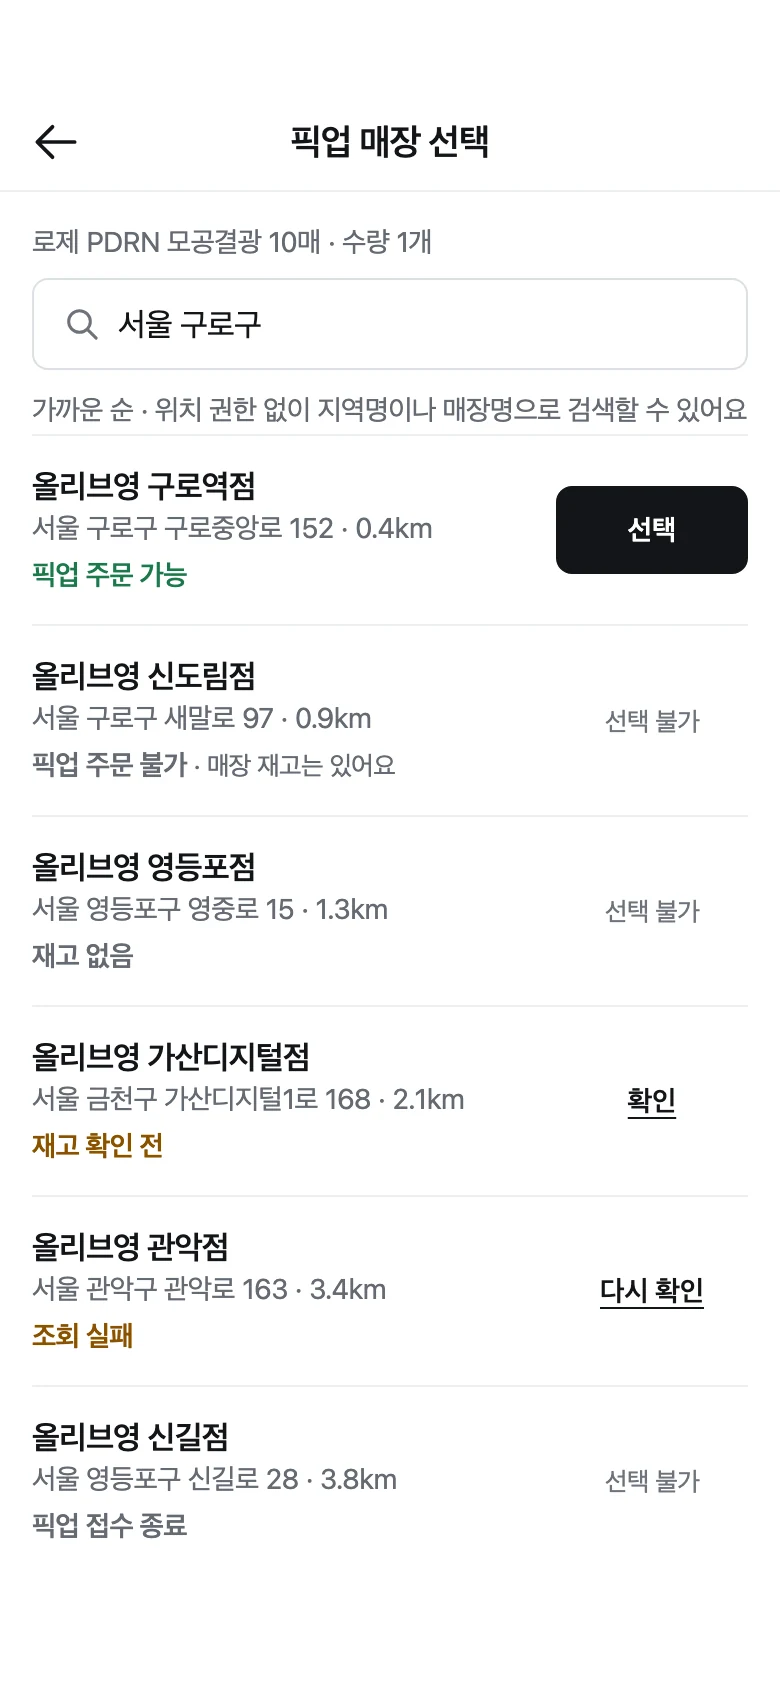 픽업 매장 선택
로제 PDRN 모공결광 10매 · 수량 1개
서울 구로구
가까운 순 · 위치 권한 없이 지역명이나 매장명으로 검색할 수 있어요
올리브영 구로역점
서울 구로구 구로중앙로 152 · 0.4km
픽업 주문 가능
선택
올리브영 신도림점
서울 구로구 새말로 97 · 0.9km
픽업 주문 불가 · 매장 재고는 있어요
선택 불가
올리브영 영등포점
서울 영등포구 영중로 15 · 1.3km
재고 없음
선택 불가
올리브영 가산디지털점
서울 금천구 가산디지털1로 168 · 2.1km
재고 확인 전
확인
올리브영 관악점
서울 관악구 관악로 163 · 3.4km
조회 실패
다시 확인
올리브영 신길점
서울 영등포구 신길로 28 · 3.8km
픽업 접수 종료
선택 불가